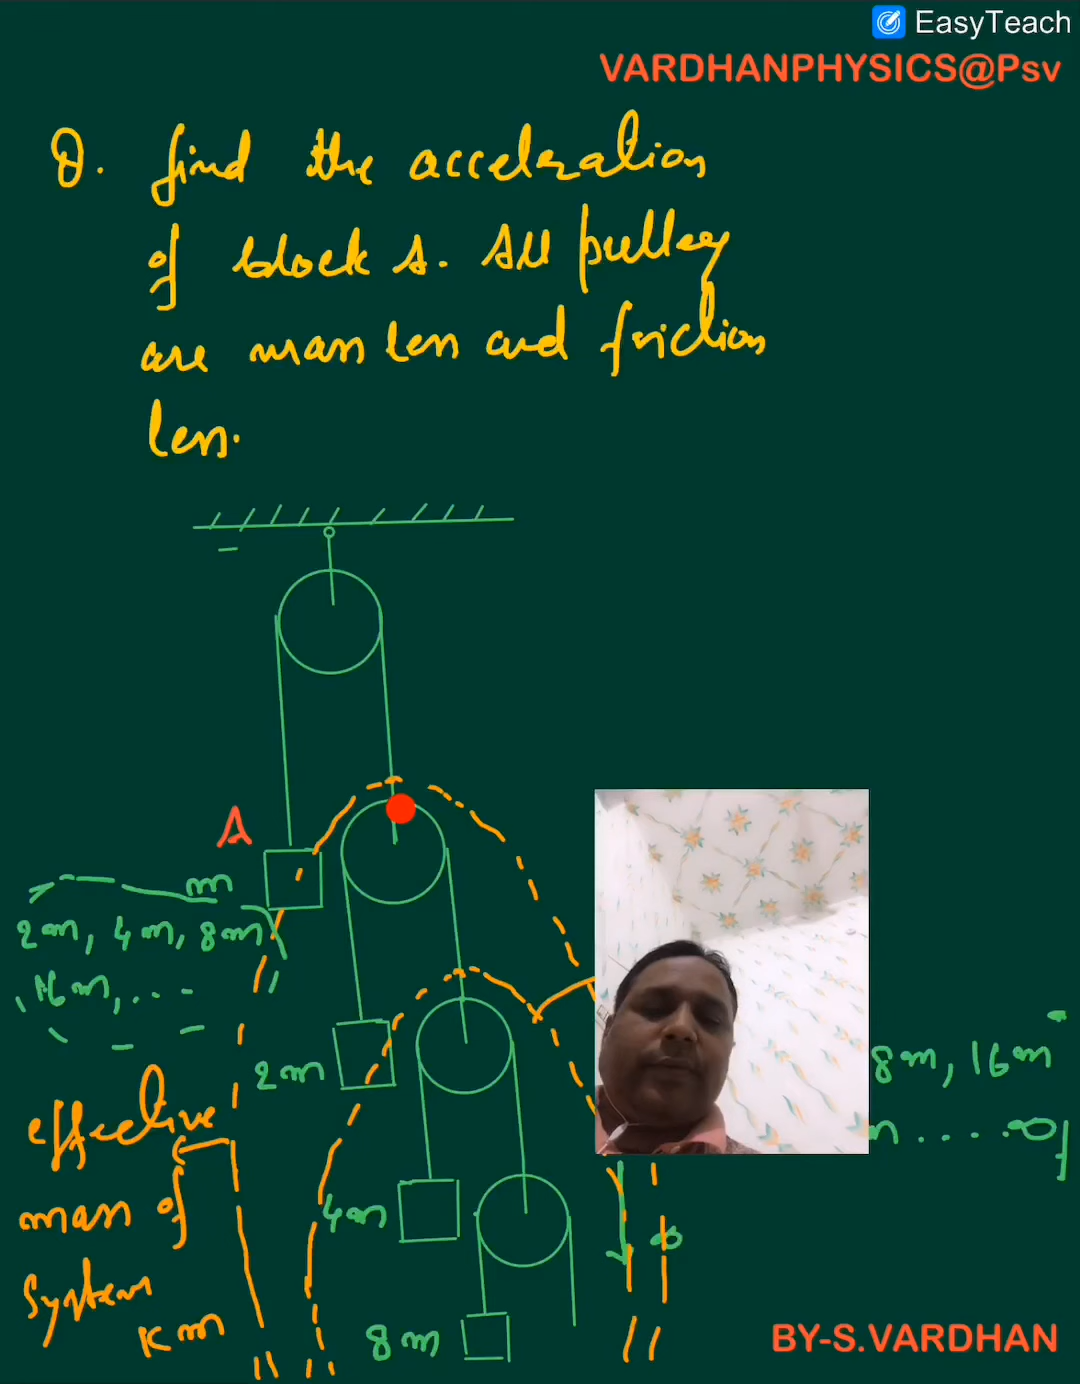 EasyTeach
VARDHANPHYSICS@Psv
Q. find the acceleration
of block A. All pulley
are mass less and friction
less.
A
m
2m, 4m, 8m
, 16m, ...
2m
8m, 16m
effective
mass of
4m
System
Km
8m
BY-S.VARDHAN